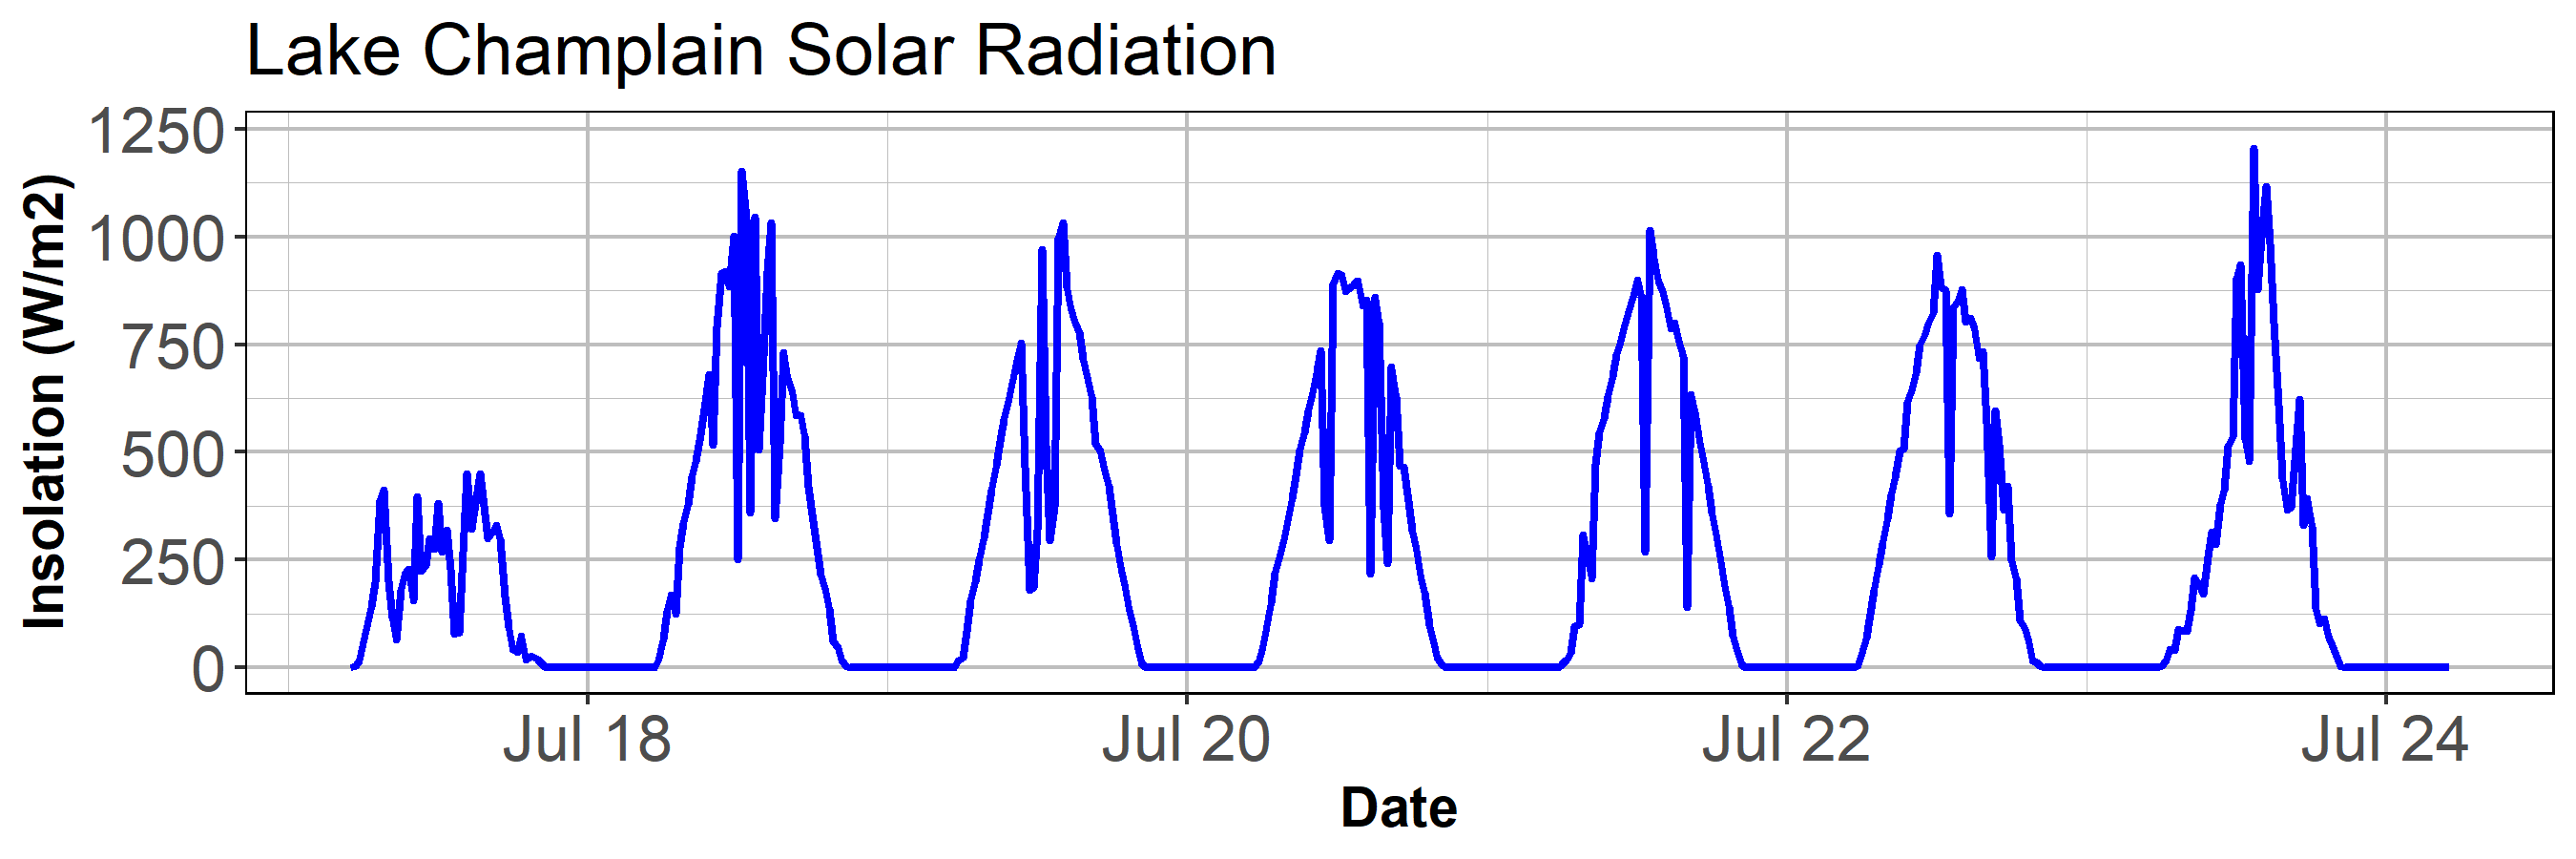 Lake Champlain Solar Radiation
Insolation (W/m2)
1250
1000
750
500
250
0
Jul 18
Jul 20
Jul 22
Jul 24
Date